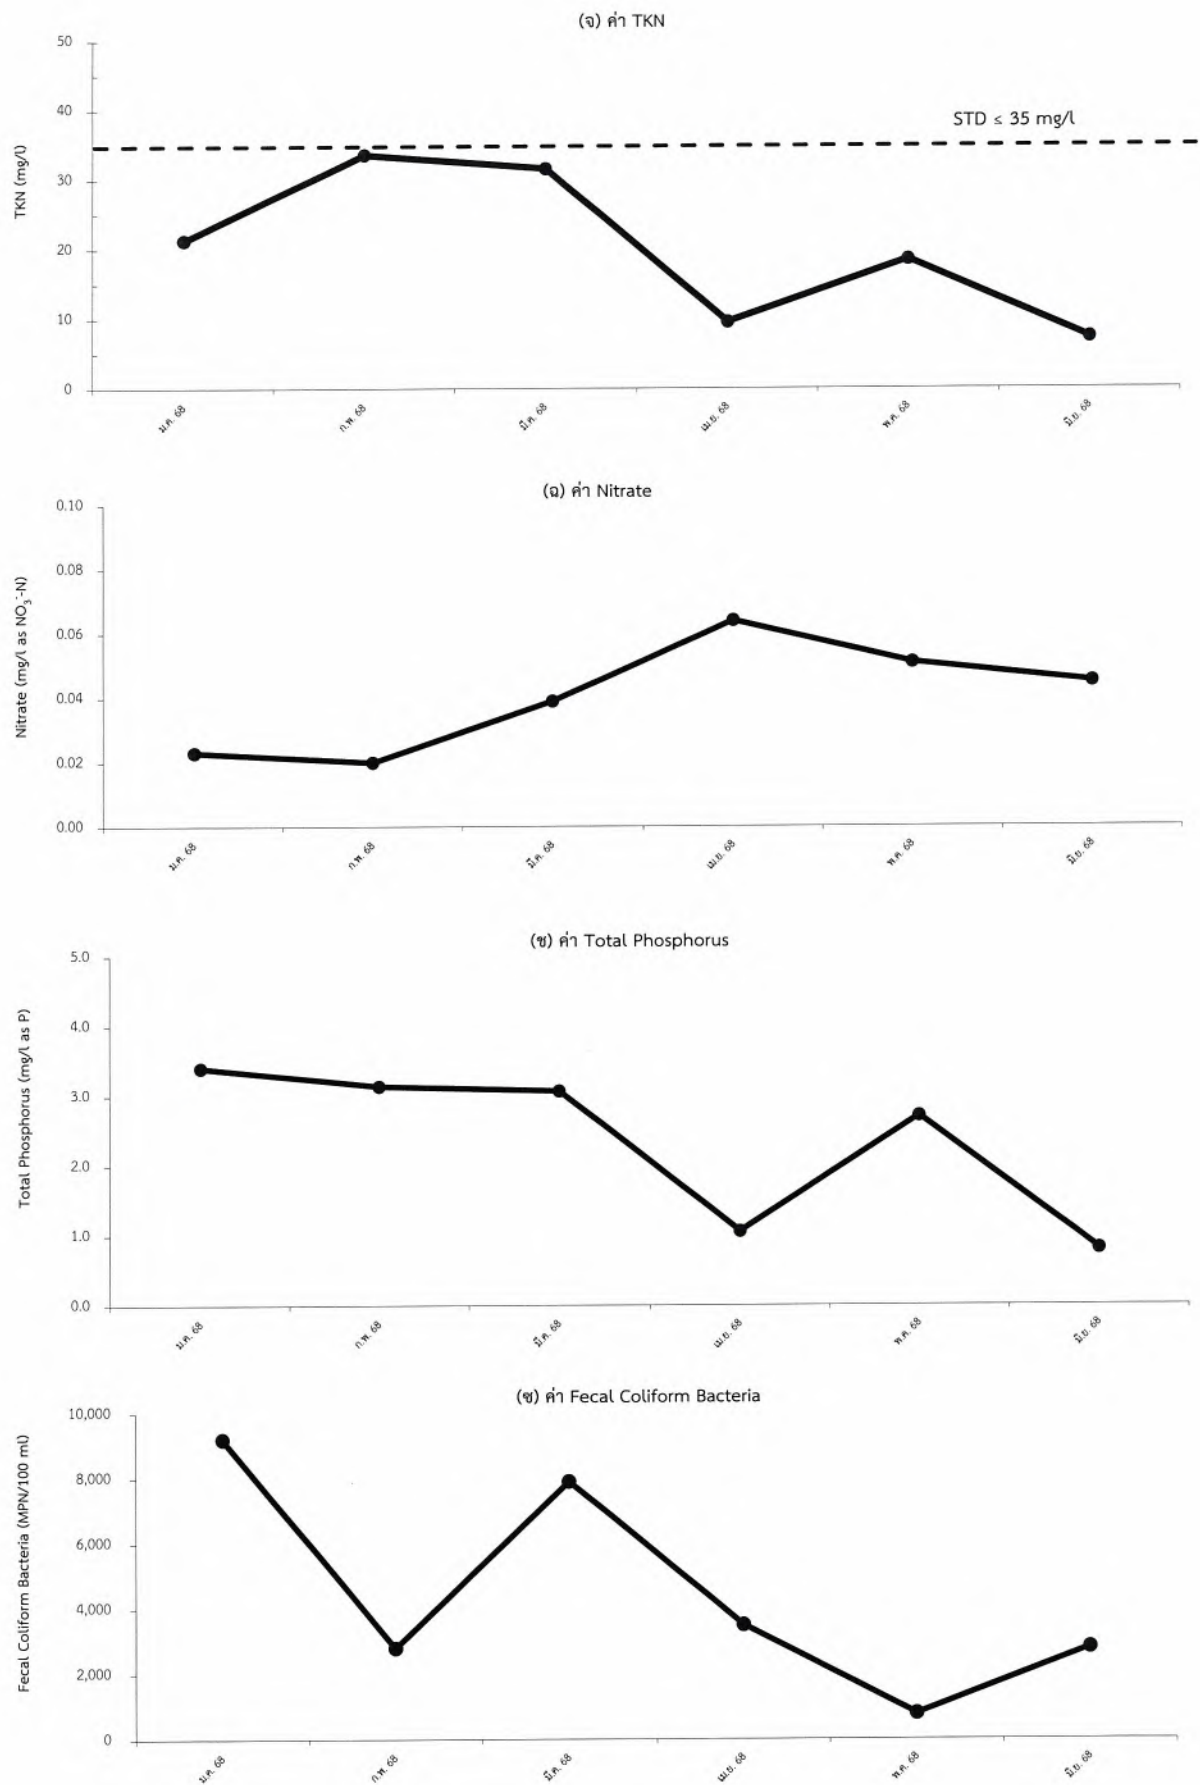 (จ) ค่า TKN
50
40
STD ≤ 35 mg/l
30
20
10
0
TKN (mg/l)
ม.ค. 68 ก.พ. 68 มี.ค. 68 เม.ย. 68 พ.ค. 68 มิ.ย. 68
(ฉ) ค่า Nitrate
0.10
0.08
0.06
0.04
0.02
0.00
Nitrate (mg/l as NO₃⁻-N)
ม.ค. 68 ก.พ. 68 มี.ค. 68 เม.ย. 68 พ.ค. 68 มิ.ย. 68
(ช) ค่า Total Phosphorus
5.0
4.0
3.0
2.0
1.0
0.0
Total Phosphorus (mg/l as P)
ม.ค. 68 ก.พ. 68 มี.ค. 68 เม.ย. 68 พ.ค. 68 มิ.ย. 68
(ซ) ค่า Fecal Coliform Bacteria
10,000
8,000
6,000
4,000
2,000
0
Fecal Coliform Bacteria (MPN/100 ml)
ม.ค. 68 ก.พ. 68 มี.ค. 68 เม.ย. 68 พ.ค. 68 มิ.ย. 68